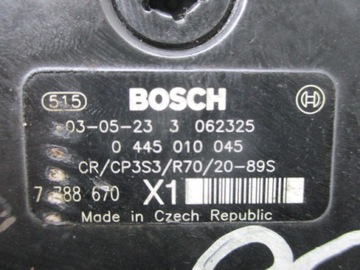 515 BOSCH
03-05-23 3 062325
0 445 010 045
CR/CP3S3/R70/20-89S
7 788 670 X1
Made in Czech Republic